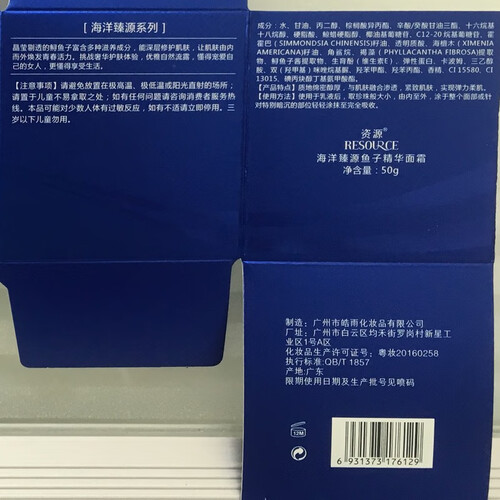 [ 海洋臻源系列 ]
晶莹剔透的鲟鱼子富含多种滋养成分，能深层修护肌肤，让肌肤由内
而外焕发青春活力。挑战奢华护肤体验，优雅自然流露，懂得宠爱自
己的女人，更懂得享受生活。
【注意事项】请避免放置在极高温、极低温或阳光直射的场所；
请置于儿童不易拿取之处；如有任何问题请咨询消费者服务热
线。本品可能对少数人体有过敏反应，如有不适请立即停用。三
岁以下儿童勿用。
成分：水、甘油、丙二醇、棕榈酸异丙酯、辛酸/癸酸甘油三酯、十六烷基
十八烷醇、硬脂酸、鲸蜡硬脂醇、椰油基葡糖苷、C12-20 烷基葡糖苷、霍
霍巴（SIMMONDSIA CHINENSIS)籽油、透明质酸、海檀木（XIMENIA
AMERICANA)籽油、角鲨烷、褐藻（PHYLLACANTHA FIBROSA)提取
物、鲟鱼子酱提取物、生育酚(维生素E)、弹性蛋白、卡波姆、三乙醇
胺、双（羟甲基)咪唑烷基脲、羟苯甲酯、羟苯丙酯、香精、CI 15580、CI
13015、碘丙炔醇丁基氨甲酸酯。
【产品特点】质地绵密醇厚，与肌肤融合渗透，紧致肌肤，实现弹力柔肌。
【使用方法】使用于乳液后，取珍珠般大小，由内至外，涂于整个面部或针
对特别暗沉的部位轻轻涂抹至完全吸收。
资源®
RESOURCE
海洋臻源鱼子精华面霜
净含量：50g
制造：广州市皓雨化妆品有限公司
厂址：广州市白云区均禾街罗岗村新星工
业区1号A区
化妆品生产许可证号：粤妆20160258
执行标准:QB/T 1857
产地:广东
限期使用日期及生产批号见喷码
12M
6 931373 176129